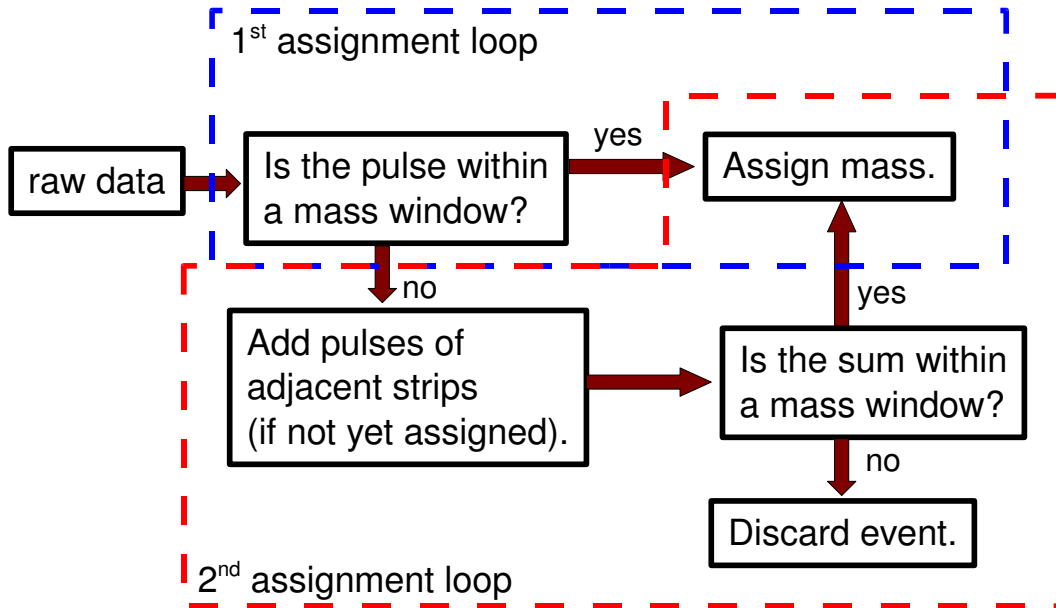 1st assignment loop
raw data
Is the pulse within
a mass window?
yes
Assign mass.
no
Add pulses of
adjacent strips
(if not yet assigned).
Is the sum within
a mass window?
yes
no
Discard event.
2nd assignment loop